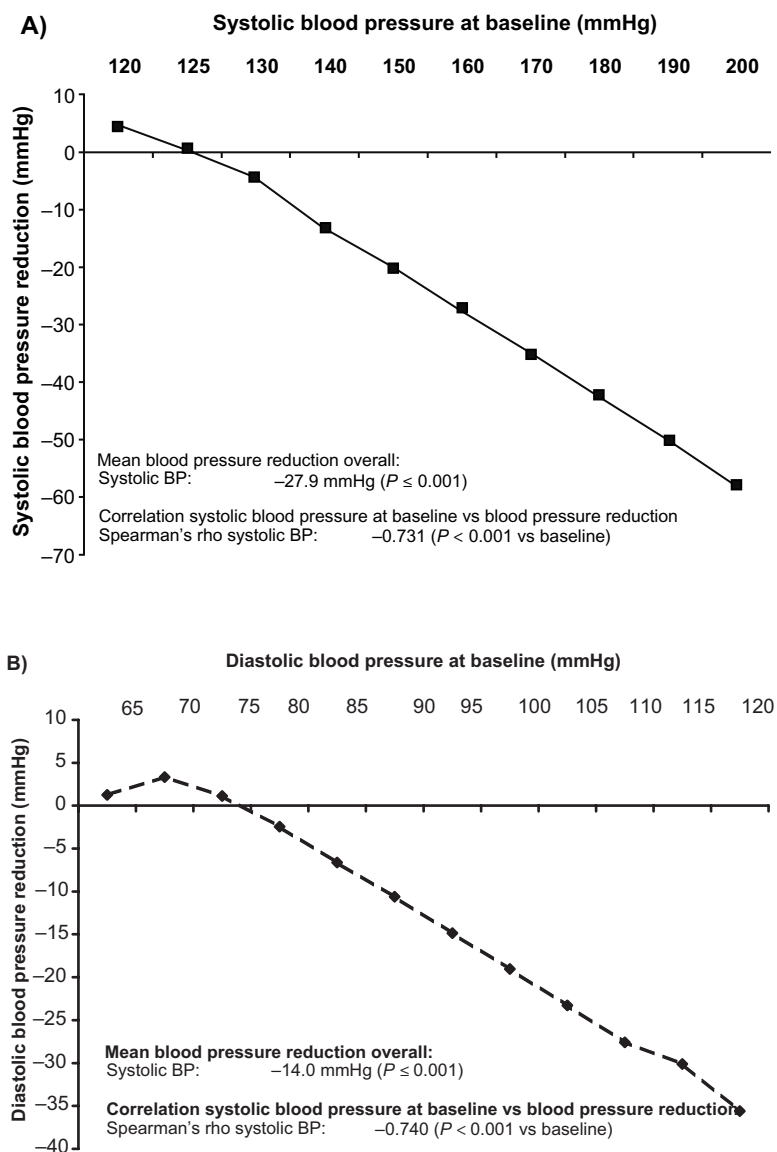 A)
Systolic blood pressure at baseline (mmHg)
120 125 130 140 150 160 170 180 190 200
Systolic blood pressure reduction (mmHg)
10
0
–10
–20
–30
–40
–50
–60
–70
Mean blood pressure reduction overall:
Systolic BP: –27.9 mmHg (P ≤ 0.001)
Correlation systolic blood pressure at baseline vs blood pressure reduction
Spearman’s rho systolic BP: –0.731 (P < 0.001 vs baseline)
B)
Diastolic blood pressure at baseline (mmHg)
65 70 75 80 85 90 95 100 105 110 115 120
Diastolic blood pressure reduction (mmHg)
10
5
0
–5
–10
–15
–20
–25
–30
–35
–40
Mean blood pressure reduction overall:
Systolic BP: –14.0 mmHg (P ≤ 0.001)
Correlation systolic blood pressure at baseline vs blood pressure reduction
Spearman’s rho systolic BP: –0.740 (P < 0.001 vs baseline)